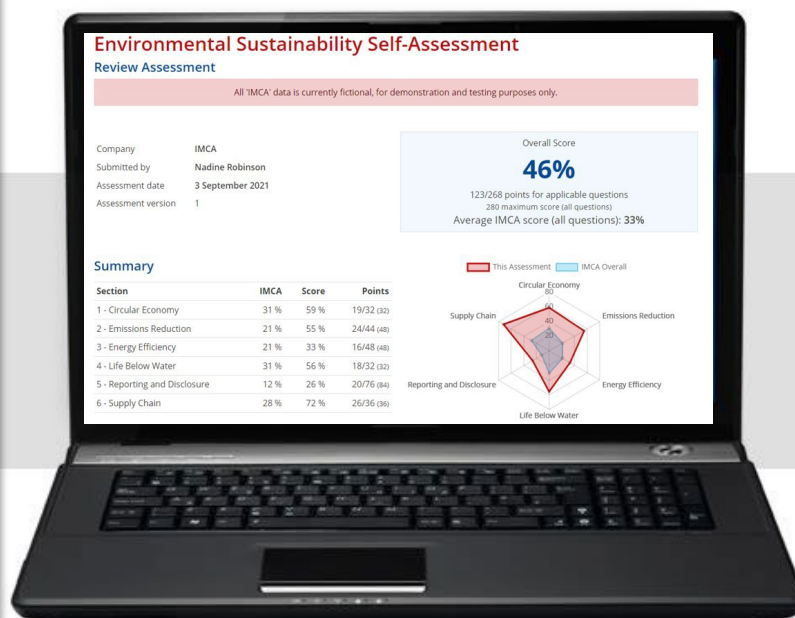 Environmental Sustainability Self-Assessment
Review Assessment
All 'IMCA' data is currently fictional, for demonstration and testing purposes only.
Company IMCA
Submitted by Nadine Robinson
Assessment date 3 September 2021
Assessment version 1
Overall Score
46%
123/268 points for applicable questions
280 maximum score (all questions)
Average IMCA score (all questions): 33%
Summary
Section IMCA Score Points
1 - Circular Economy 31 % 59 % 19/32 (32)
2 - Emissions Reduction 21 % 55 % 24/44 (48)
3 - Energy Efficiency 21 % 33 % 16/48 (48)
4 - Life Below Water 31 % 56 % 18/32 (32)
5 - Reporting and Disclosure 12 % 26 % 20/76 (84)
6 - Supply Chain 28 % 72 % 26/36 (36)
This Assessment IMCA Overall
Circular Economy
80
60
40
20
Supply Chain Emissions Reduction
Reporting and Disclosure Energy Efficiency
Life Below Water